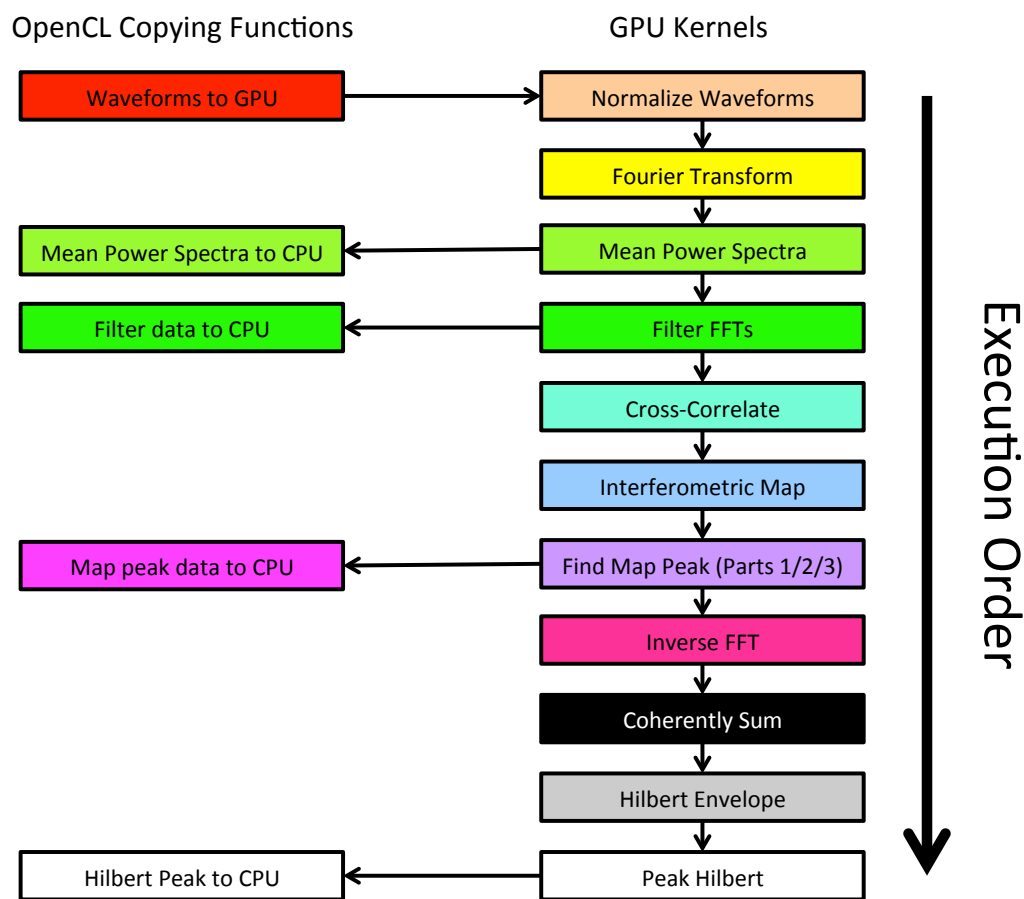 OpenCL Copying Functions
GPU Kernels
Waveforms to GPU
Normalize Waveforms
Fourier Transform
Mean Power Spectra to CPU
Mean Power Spectra
Filter data to CPU
Filter FFTs
Cross-Correlate
Interferometric Map
Map peak data to CPU
Find Map Peak (Parts 1/2/3)
Inverse FFT
Coherently Sum
Hilbert Envelope
Hilbert Peak to CPU
Peak Hilbert
Execution Order